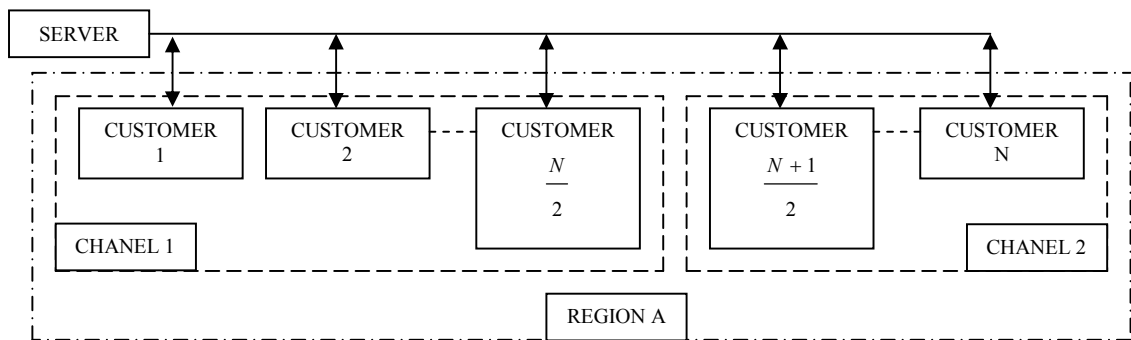 SERVER
CUSTOMER
1
CUSTOMER
2
CUSTOMER
N
2
CUSTOMER
N + 1
2
CUSTOMER
N
CHANEL 1
CHANEL 2
REGION A